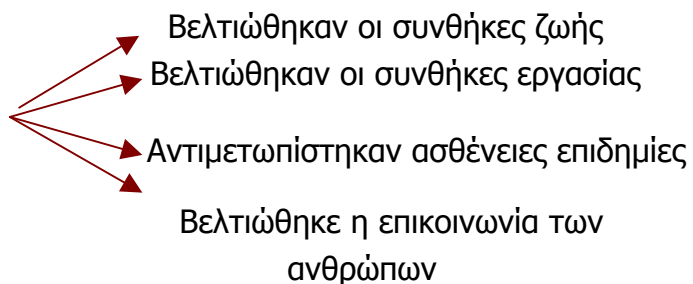 Βελτιώθηκαν οι συνθήκες ζωής
Βελτιώθηκαν οι συνθήκες εργασίας
Αντιμετωπίστηκαν ασθένειες επιδημίες
Βελτιώθηκε η επικοινωνία των
ανθρώπων